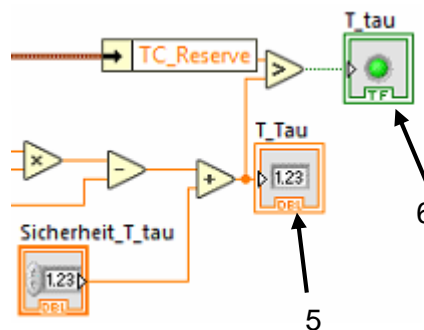 T_tau
TC_Reserve
>
TF
T_Tau
×
−
+
1.23
DBL
6
Sicherheit_T_tau
1.23
DBL
5